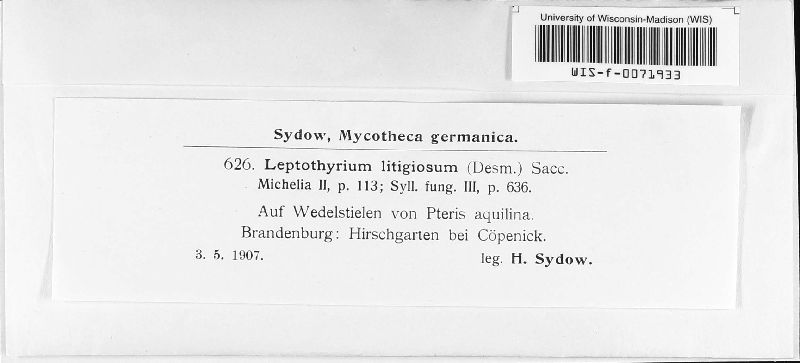 University of Wisconsin-Madison (WIS)
WIS-f-0071933
Sydow, Mycotheca germanica.
626. Leptothyrium litigiosum (Desm.) Sacc.
Michelia II, p. 113; Syll. fung. III, p. 636.
Auf Wedelstielen von Pteris aquilina.
Brandenburg: Hirschgarten bei Cöpenick.
3. 5. 1907. leg. H. Sydow.